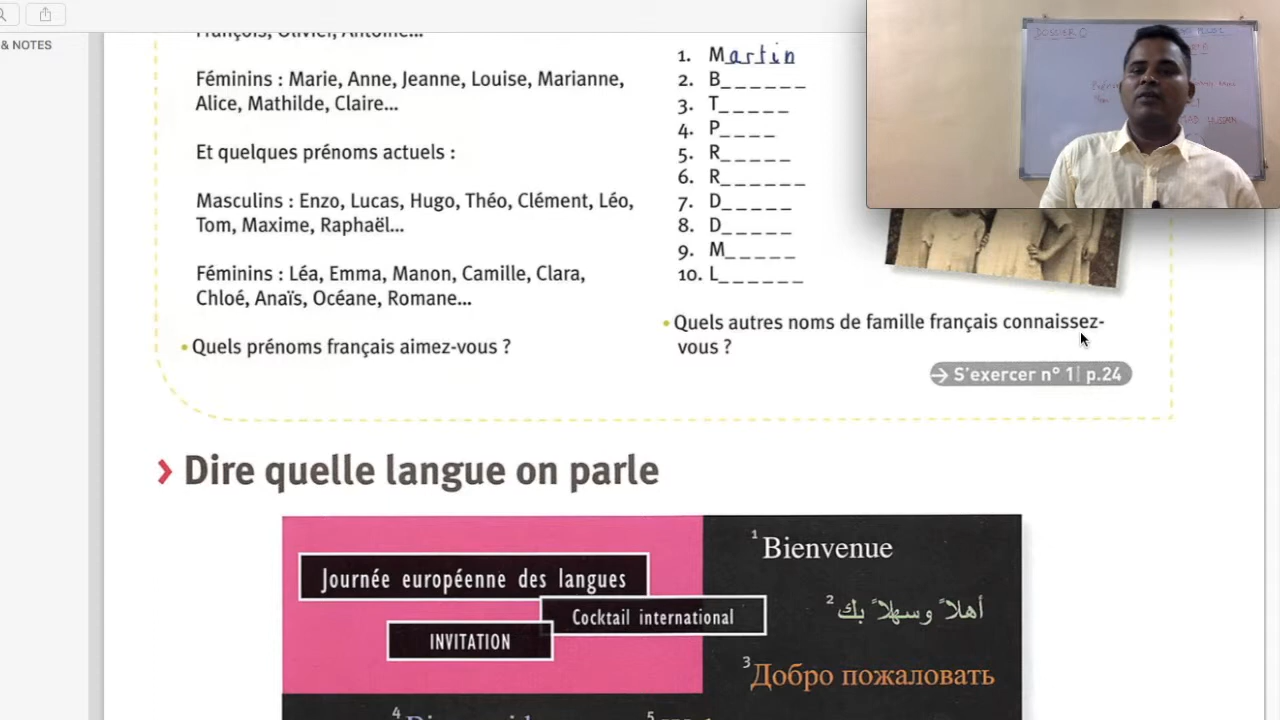 & NOTES
Féminins : Marie, Anne, Jeanne, Louise, Marianne,
Alice, Mathilde, Claire...
Et quelques prénoms actuels :
Masculins : Enzo, Lucas, Hugo, Théo, Clément, Léo,
Tom, Maxime, Raphaël...
Féminins : Léa, Emma, Manon, Camille, Clara,
Chloé, Anaïs, Océane, Romane...
• Quels prénoms français aimez-vous ?
1. Martin
2. B______
3. T_____
4. P____
5. R_____
6. R______
7. D_____
8. D_____
9. M_____
10. L______
• Quels autres noms de famille français connaissez-
vous ?
→ S'exercer n° 1 | p.24
DOSSIER 0
› Dire quelle langue on parle
Journée européenne des langues
Cocktail international
INVITATION
1 Bienvenue
2 أهلاً وسهلاً بك
3 Добро пожаловать
4
5